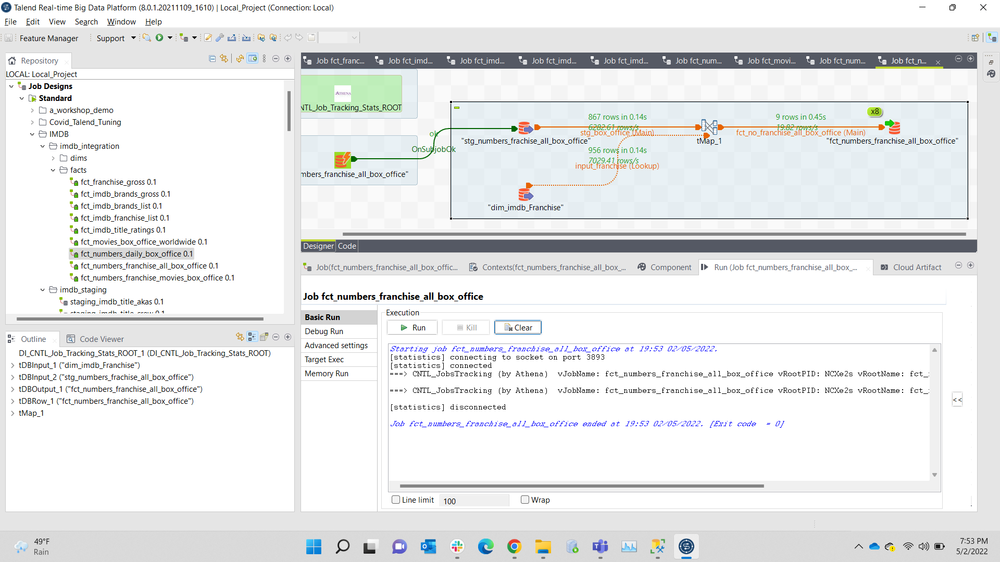 Talend Real-time Big Data Platform (8.0.1.20211109_1610) | Local_Project (Connection: Local)
File Edit View Search Window Help
Feature Manager Support
Repository
LOCAL: Local_Project
Job Designs
Standard
a_workshop_demo
Covid_Talend_Tuning
IMDB
imdb_integration
dims
facts
fct_franchise_gross 0.1
fct_imdb_brands_gross 0.1
fct_imdb_brands_list 0.1
fct_imdb_franchise_list 0.1
fct_imdb_title_ratings 0.1
fct_movies_box_office_worldwide 0.1
fct_numbers_daily_box_office 0.1
fct_numbers_franchise_all_box_office 0.1
fct_numbers_franchise_movies_box_office 0.1
imdb_staging
staging_imdb_title_akas 0.1
staging_imdb_title_crew 0.1
Outline Code Viewer
DI_CNTL_Job_Tracking_Stats_ROOT_1 (DI_CNTL_Job_Tracking_Stats_ROOT)
tDBInput_1 ("dim_imdb_Franchise")
tDBInput_2 ("stg_numbers_frachise_all_box_office")
tDBOutput_1 ("fct_numbers_franchise_all_box_office")
tDBRow_1 ("fct_numbers_franchise_all_box_office")
tMap_1
Job fct_franc... Job fct_imd... Job fct_imd... Job fct_imd... Job fct_imd... Job fct_num... Job fct_movi... Job fct_num... Job fct_n...
ATHENA
NTL_Job_Tracking_Stats_ROOT
mbers_franchise_all_box_office"
ok
OnSubjobOk
"stg_numbers_frachise_all_box_office"
867 rows in 0.14s
6282.61 rows/s
stg_box_office (Main)
956 rows in 0.14s
7029.41 rows/s
input_franchise (Lookup)
tMap_1
9 rows in 0.45s
19.82 rows/s
fct_no_franchise_all_box_office (Main)
x8
"fct_numbers_franchise_all_box_office"
"dim_imdb_Franchise"
Designer Code
Job(fct_numbers_franchise_all_box_offic... Contexts(fct_numbers_franchise_all_box_... Component Run (Job fct_numbers_franchise_all_box_... Cloud Artifact
Job fct_numbers_franchise_all_box_office
Basic Run
Debug Run
Advanced settings
Target Exec
Memory Run
Execution
Run Kill Clear
Starting job fct_numbers_franchise_all_box_office at 19:53 02/05/2022.
[statistics] connecting to socket on port 3893
[statistics] connected
===> CNTL_JobsTracking (by Athena) vJobName: fct_numbers_franchise_all_box_office vRootPID: NCXe2s vRootName: fct_
===> CNTL_JobsTracking (by Athena) vJobName: fct_numbers_franchise_all_box_office vRootPID: NCXe2s vRootName: fct_
[statistics] disconnected
Job fct_numbers_franchise_all_box_office ended at 19:53 02/05/2022. [Exit code = 0]
Line limit 100 Wrap
<<
49°F
Rain
7:53 PM
5/2/2022